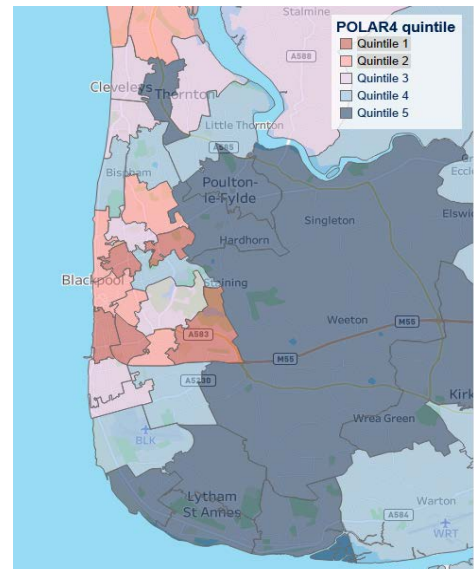 Stalmine
POLAR4 quintile
Quintile 1
Quintile 2
Quintile 3
Quintile 4
Quintile 5
A588
Cleveleys
Thornton
Little Thornton
A585
Bispham
Poulton-
le-Fylde
Singleton
Elswick
Hardhorn
Blackpool
Staining
Weeton
M55
A583
M55
A5230
Kirk
Wrea Green
BLK
Lytham
St Annes
Warton
A584
WRT